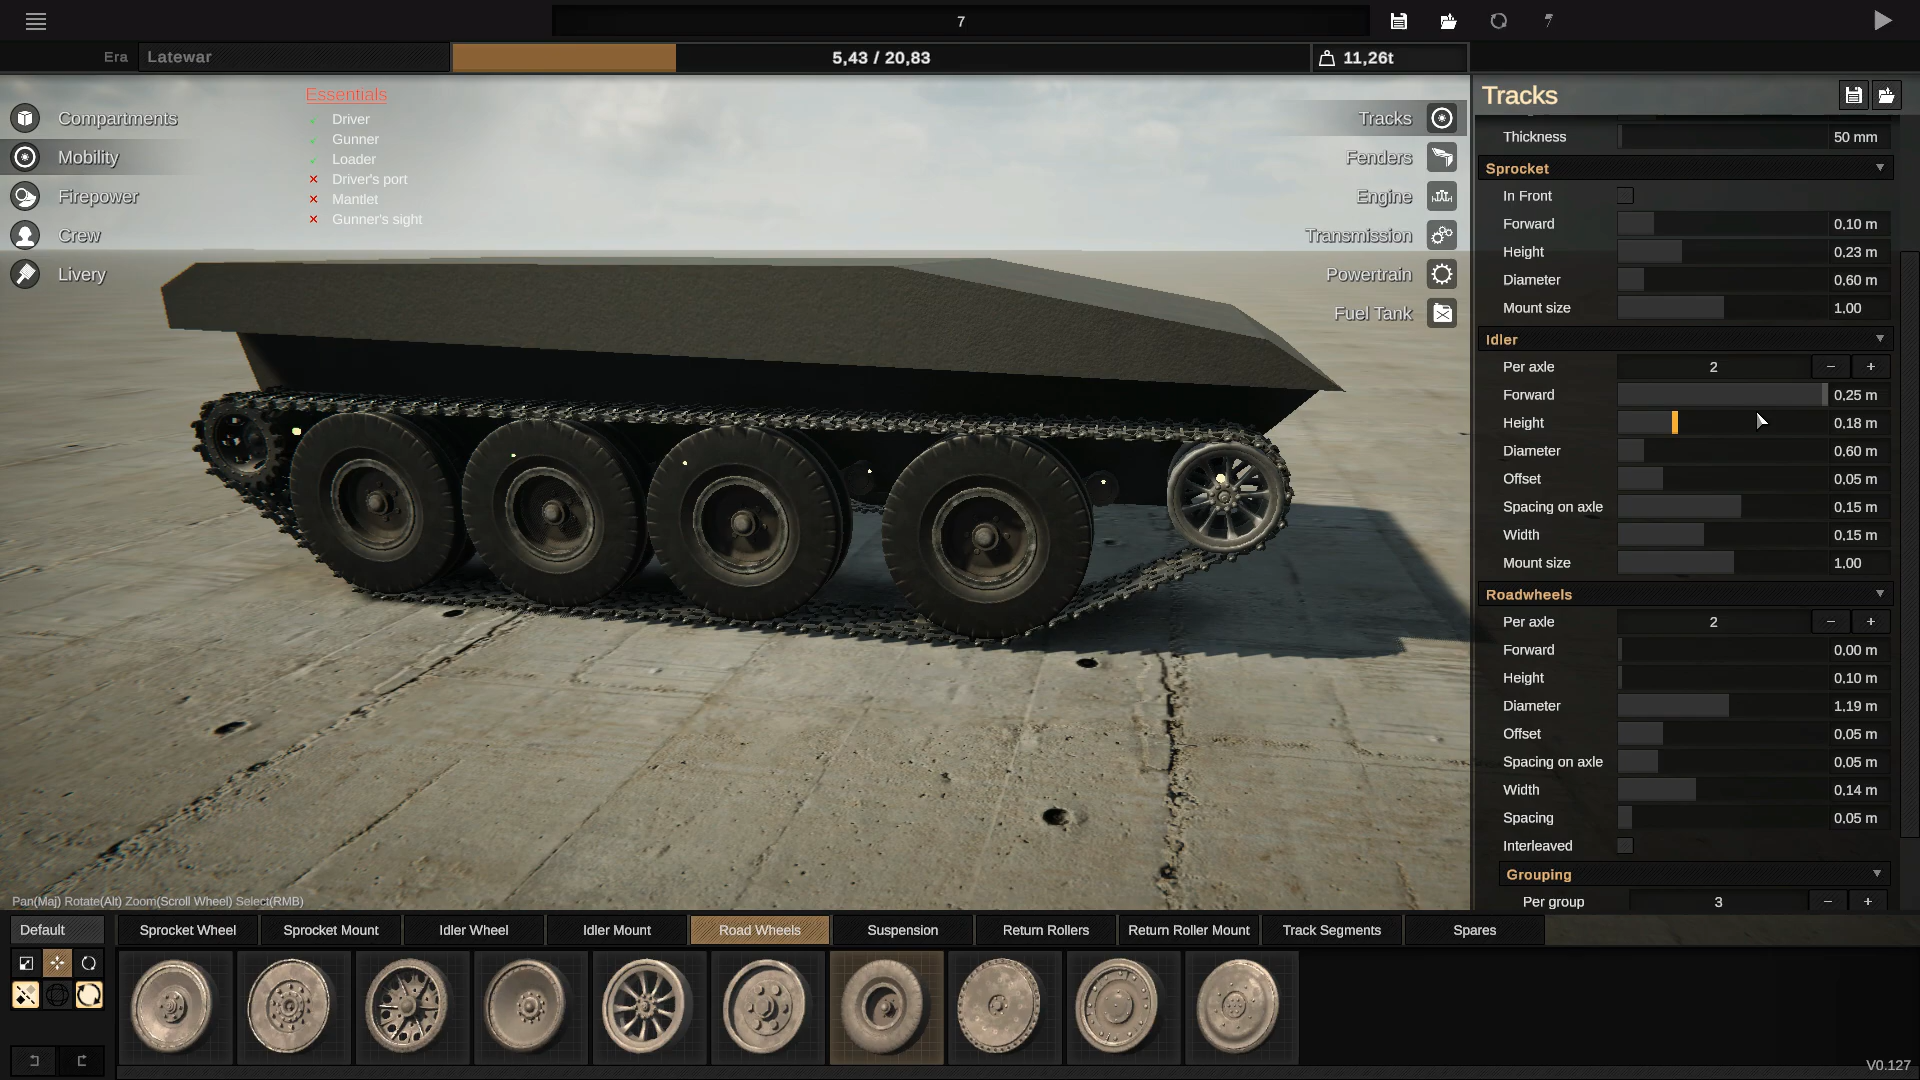 7
Era
Latewar
5,43 / 20,83
11,26t
Essentials
Driver
Gunner
Loader
Driver's port
Mantlet
Gunner's sight
Compartments
Mobility
Firepower
Crew
Livery
Tracks
Fenders
Engine
Transmission
Powertrain
Fuel Tank
Tracks
Thickness 50 mm
Sprocket
In Front
Forward 0,10 m
Height 0,23 m
Diameter 0,60 m
Mount size 1,00
Idler
Per axle 2 − +
Forward 0,25 m
Height 0,18 m
Diameter 0,60 m
Offset 0,05 m
Spacing on axle 0,15 m
Width 0,15 m
Mount size 1,00
Roadwheels
Per axle 2 − +
Forward 0,00 m
Height 0,10 m
Diameter 1,19 m
Offset 0,05 m
Spacing on axle 0,05 m
Width 0,14 m
Spacing 0,05 m
Interleaved
Grouping
Per group 3 − +
Pan(Maj) Rotate(Alt) Zoom(Scroll Wheel) Select(RMB)
Default
Sprocket Wheel
Sprocket Mount
Idler Wheel
Idler Mount
Road Wheels
Suspension
Return Rollers
Return Roller Mount
Track Segments
Spares
V0.127